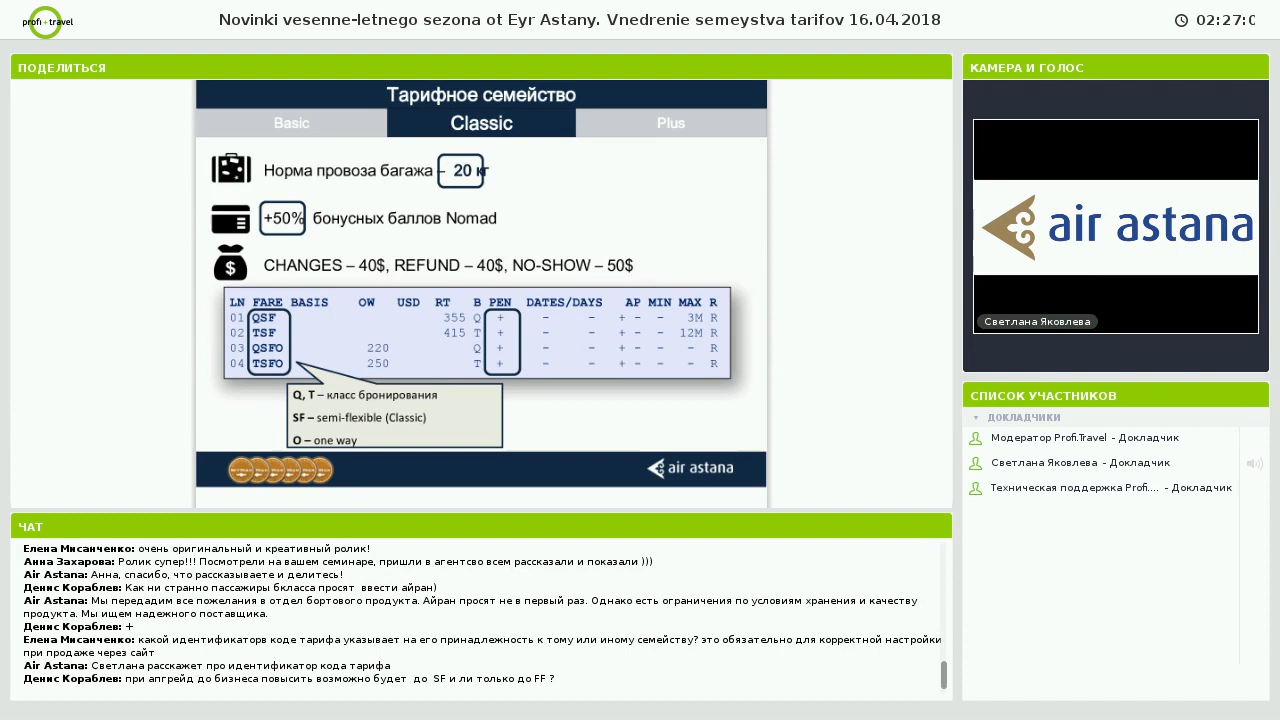 profi travel
Novinki vesenne-letnego sezona ot Eyr Astany. Vnedrenie semeystva tarifov 16.04.2018
02:27:0
ПОДЕЛИТЬСЯ
Тарифное семейство
Basic Classic Plus
Норма провоза багажа – 20 кг
+50% бонусных баллов Nomad
CHANGES – 40$, REFUND – 40$, NO-SHOW – 50$
LN FARE BASIS OW USD RT B PEN DATES/DAYS AP MIN MAX R
01 QSF 355 Q + - - + - - 3M R
02 TSF 415 T + - - + - - 12M R
03 QSFO 220 Q + - - + - - - R
04 TSFO 250 T + - - + - - - R
Q, T – класс бронирования
SF – semi-flexible (Classic)
O – one way
air astana
ЧАТ
Елена Мисанченко: очень оригинальный и креативный ролик!
Анна Захарова: Ролик супер!!! Посмотрели на вашем семинаре, пришли в агентсво всем рассказали и показали )))
Air Astana: Анна, спасибо, что рассказываете и делитесь!
Денис Кораблев: Как ни странно пассажиры бкласса просят ввести айран)
Air Astana: Мы передадим все пожелания в отдел бортового продукта. Айран просят не в первый раз. Однако есть ограничения по условиям хранения и качеству
продукта. Мы ищем надежного поставщика.
Денис Кораблев: +
Елена Мисанченко: какой идентификаторв коде тарифа указывает на его принадлежность к тому или иному семейству? это обязательно для корректной настройки
при продаже через сайт
Air Astana: Светлана расскажет про идентификатор кода тарифа
Денис Кораблев: при апгрейд до бизнеса повысить возможно будет до SF и ли только до FF ?
КАМЕРА И ГОЛОС
air astana
Светлана Яковлева
СПИСОК УЧАСТНИКОВ
ДОКЛАДЧИКИ
Модератор Profi.Travel - Докладчик
Светлана Яковлева - Докладчик
Техническая поддержка Profi.... - Докладчик